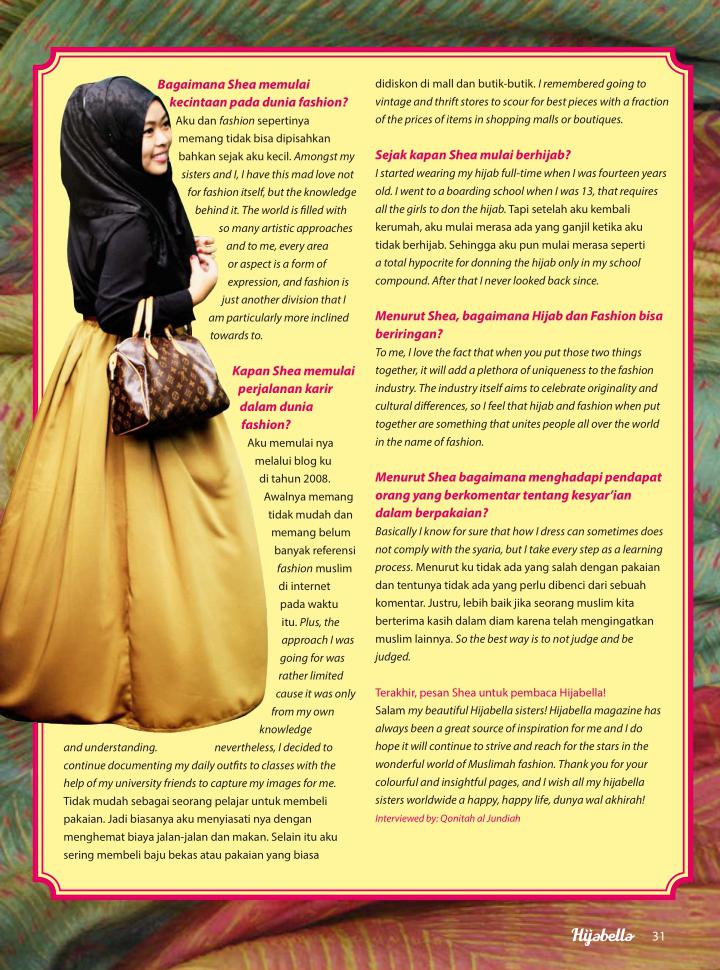 Bagaimana Shea memulai
kecintaan pada dunia fashion?
Aku dan fashion sepertinya
memang tidak bisa dipisahkan
bahkan sejak aku kecil. Amongst my
sisters and I, I have this mad love not
for fashion itself, but the knowledge
behind it. The world is filled with
so many artistic approaches
and to me, every area
or aspect is a form of
expression, and fashion is
just another division that I
am particularly more inclined
towards to.
Kapan Shea memulai
perjalanan karir
dalam dunia
fashion?
Aku memulai nya
melalui blog ku
di tahun 2008.
Awalnya memang
tidak mudah dan
memang belum
banyak referensi
fashion muslim
di internet
pada waktu
itu. Plus, the
approach I was
going for was
rather limited
cause it was only
from my own
knowledge
and understanding. nevertheless, I decided to
continue documenting my daily outfits to classes with the
help of my university friends to capture my images for me.
Tidak mudah sebagai seorang pelajar untuk membeli
pakaian. Jadi biasanya aku menyiasati nya dengan
menghemat biaya jalan-jalan dan makan. Selain itu aku
sering membeli baju bekas atau pakaian yang biasa
didiskon di mall dan butik-butik. I remembered going to
vintage and thrift stores to scour for best pieces with a fraction
of the prices of items in shopping malls or boutiques.
Sejak kapan Shea mulai berhijab?
I started wearing my hijab full-time when I was fourteen years
old. I went to a boarding school when I was 13, that requires
all the girls to don the hijab. Tapi setelah aku kembali
kerumah, aku mulai merasa ada yang ganjil ketika aku
tidak berhijab. Sehingga aku pun mulai merasa seperti
a total hypocrite for donning the hijab only in my school
compound. After that I never looked back since.
Menurut Shea, bagaimana Hijab dan Fashion bisa
beriringan?
To me, I love the fact that when you put those two things
together, it will add a plethora of uniqueness to the fashion
industry. The industry itself aims to celebrate originality and
cultural differences, so I feel that hijab and fashion when put
together are something that unites people all over the world
in the name of fashion.
Menurut Shea bagaimana menghadapi pendapat
orang yang berkomentar tentang kesyar’ian
dalam berpakaian?
Basically I know for sure that how I dress can sometimes does
not comply with the syaria, but I take every step as a learning
process. Menurut ku tidak ada yang salah dengan pakaian
dan tentunya tidak ada yang perlu dibenci dari sebuah
komentar. Justru, lebih baik jika seorang muslim kita
berterima kasih dalam diam karena telah mengingatkan
muslim lainnya. So the best way is to not judge and be
judged.
Terakhir, pesan Shea untuk pembaca Hijabella!
Salam my beautiful Hijabella sisters! Hijabella magazine has
always been a great source of inspiration for me and I do
hope it will continue to strive and reach for the stars in the
wonderful world of Muslimah fashion. Thank you for your
colourful and insightful pages, and I wish all my hijabella
sisters worldwide a happy, happy life, dunya wal akhirah!
Interviewed by: Qonitah al Jundiah
Hijabella 31